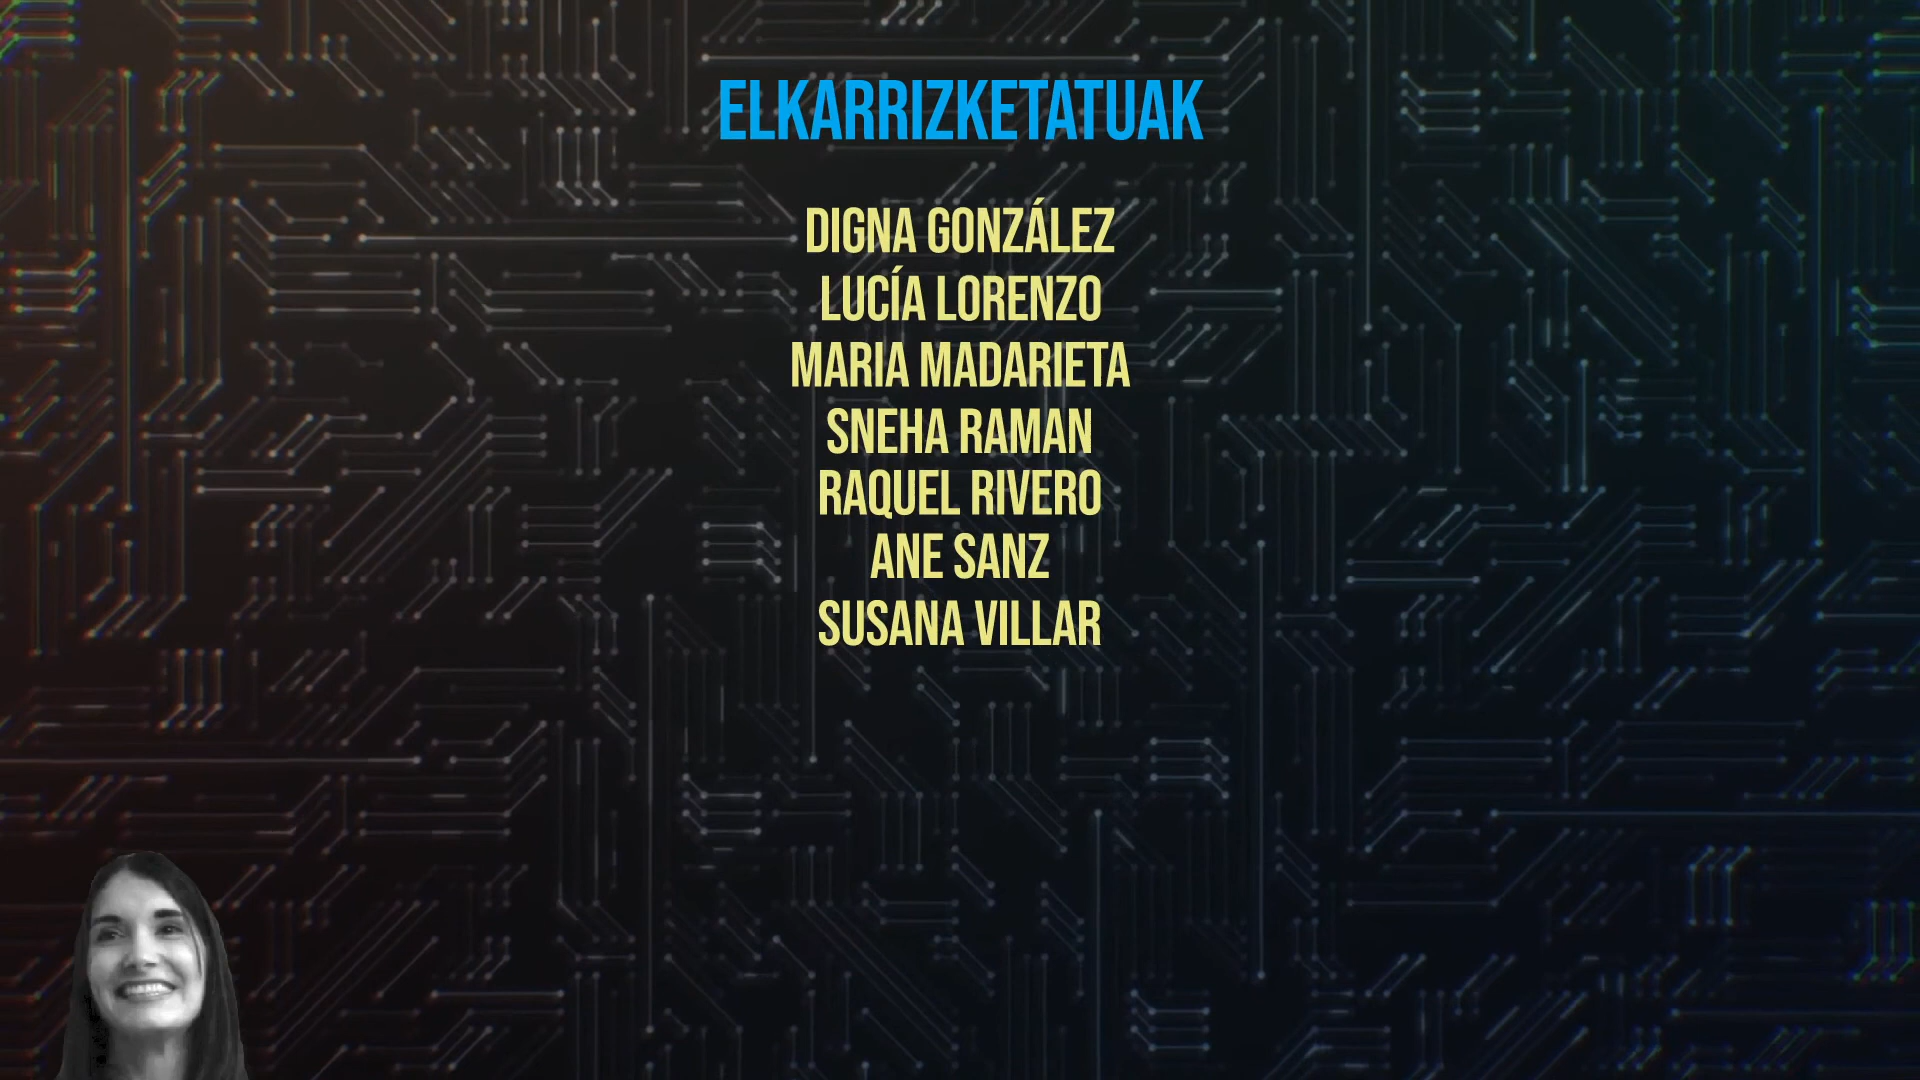 ELKARRIZKETATUAK
DIGNA GONZÁLEZ
LUCÍA LORENZO
MARIA MADARIETA
SNEHA RAMAN
RAQUEL RIVERO
ANE SANZ
SUSANA VILLAR